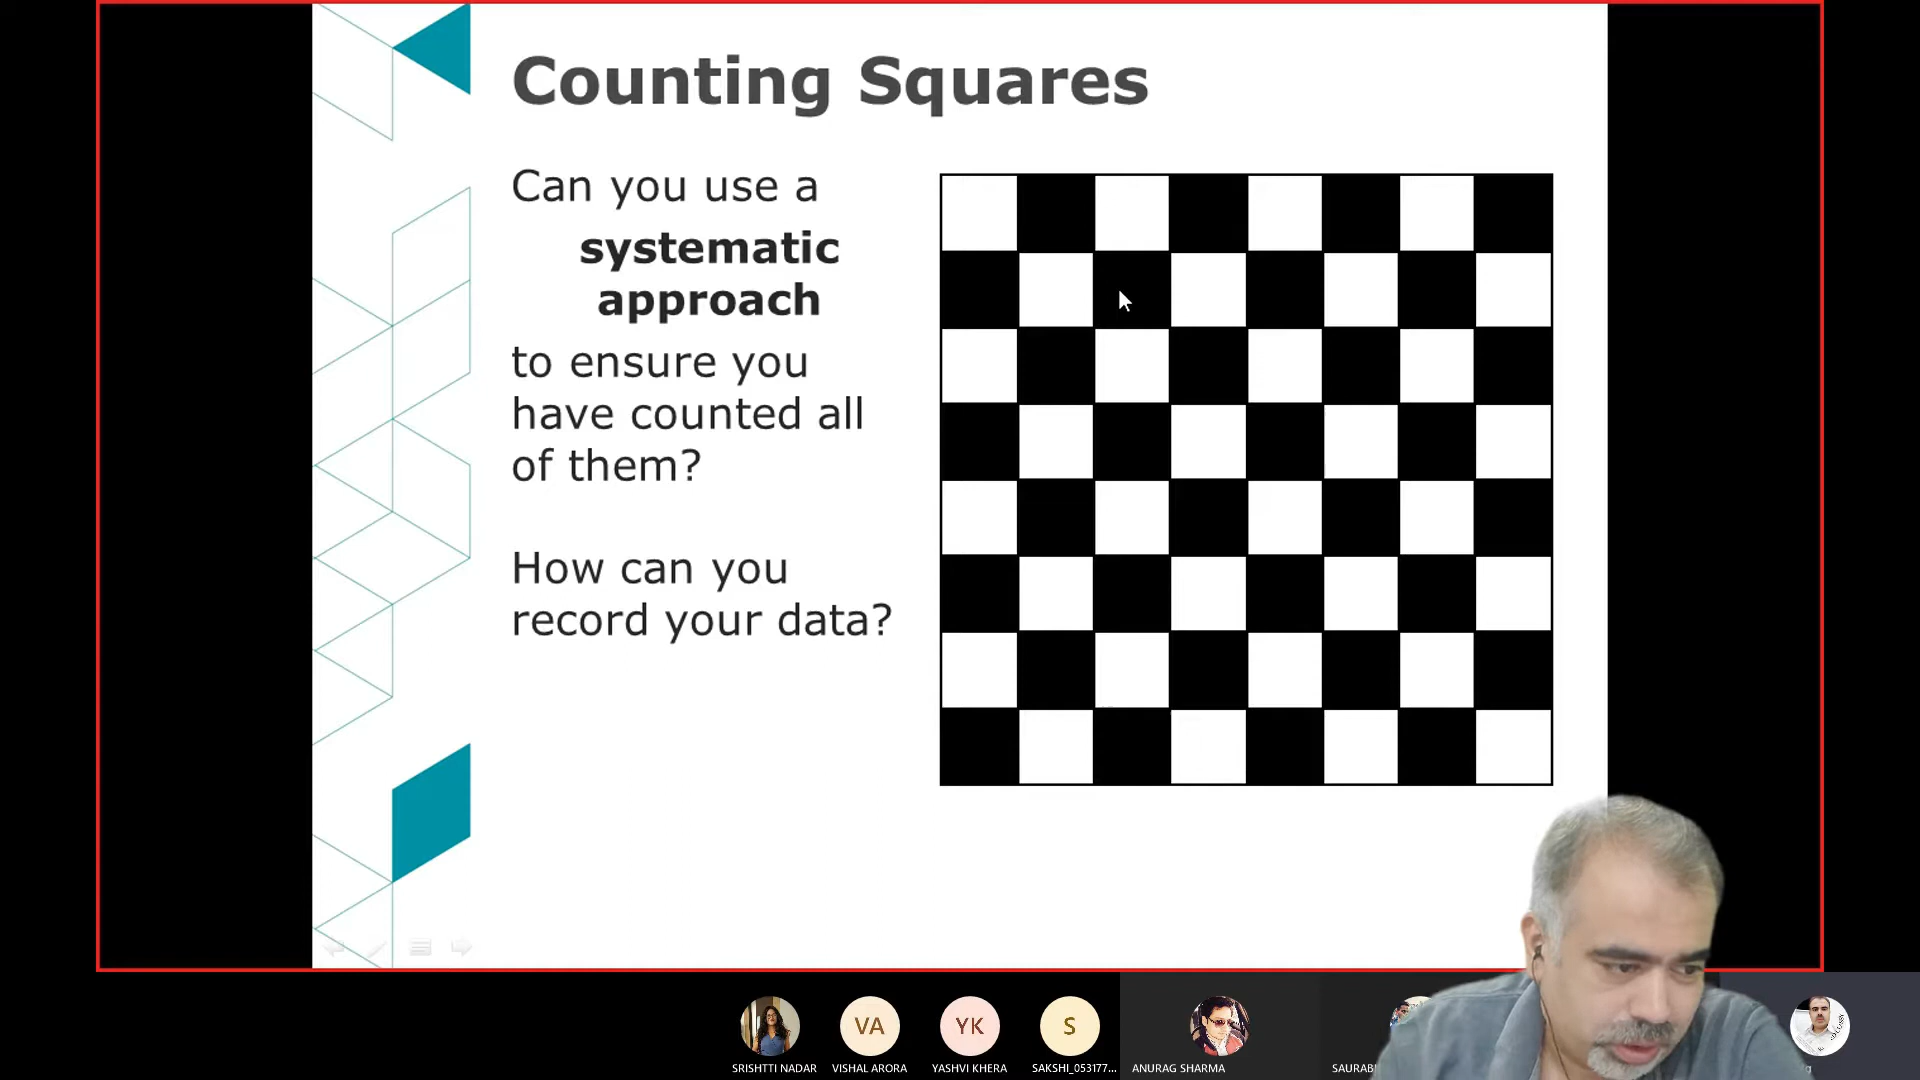 Counting Squares
Can you use a
systematic
approach
to ensure you
have counted all
of them?
How can you
record your data?
VA
YK
S
SRISHTTI NADAR
VISHAL ARORA
YASHVI KHERA
SAKSHI_053177...
ANURAG SHARMA